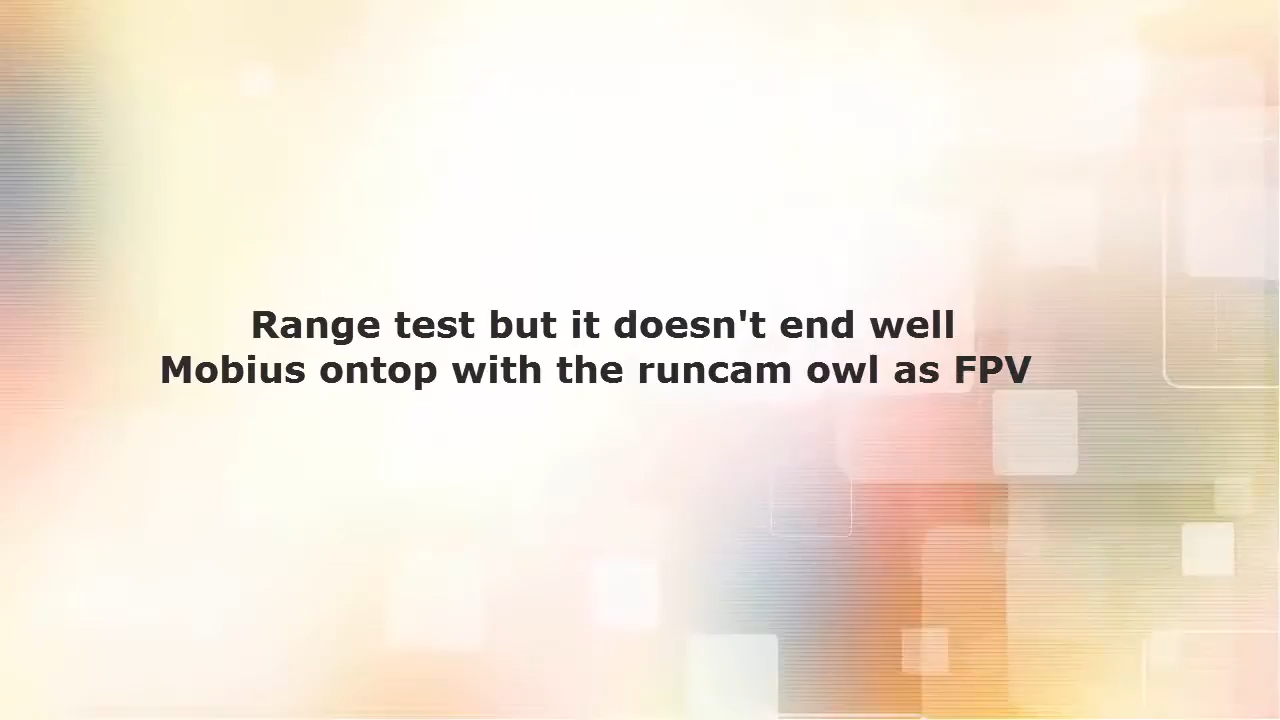 Range test but it doesn't end well
Mobius ontop with the runcam owl as FPV